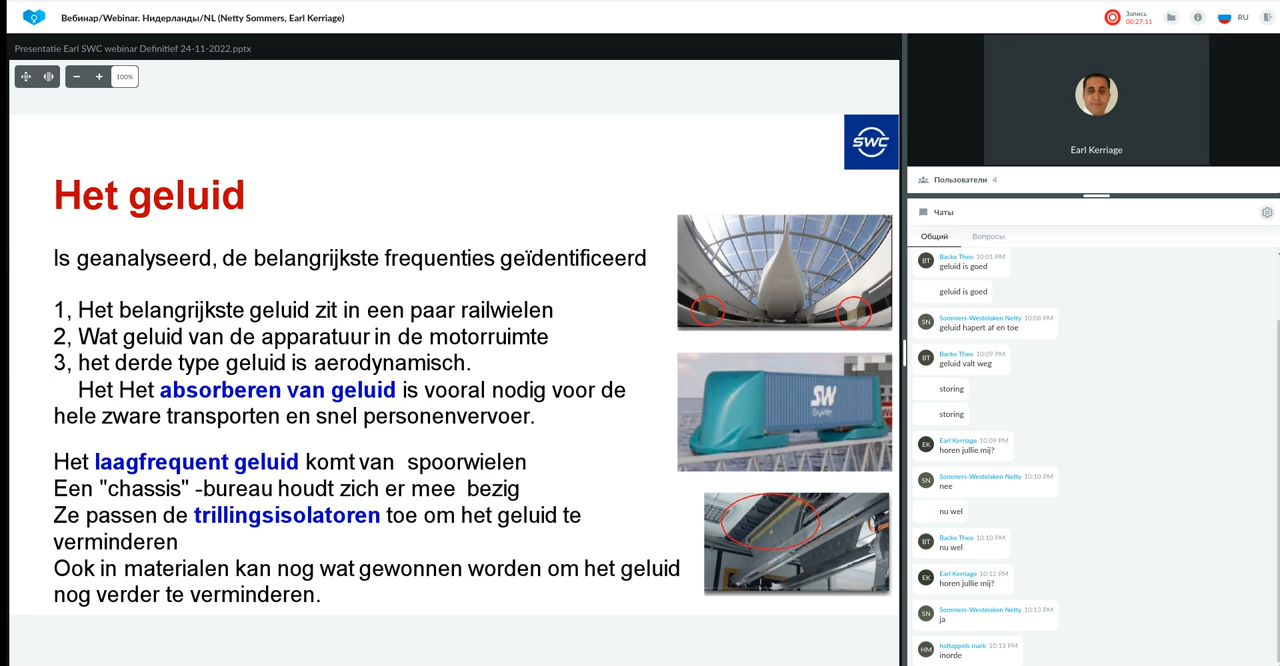 Вебинар/Webinar. Нидерланды/NL (Netty Sommers, Earl Kerriage)
Запись
00:27:11
RU
Presentatie Earl SWC webinar Definitief 24-11-2022.pptx
100%
SWC
Het geluid
Is geanalyseerd, de belangrijkste frequenties geïdentificeerd
1, Het belangrijkste geluid zit in een paar railwielen
2, Wat geluid van de apparatuur in de motorruimte
3, het derde type geluid is aerodynamisch.
Het Het absorberen van geluid is vooral nodig voor de
hele zware transporten en snel personenvervoer.
Het laagfrequent geluid komt van spoorwielen
Een "chassis" -bureau houdt zich er mee bezig
Ze passen de trillingsisolatoren toe om het geluid te
verminderen
Ook in materialen kan nog wat gewonnen worden om het geluid
nog verder te verminderen.
SW
Earl Kerriage
Пользователи 4
Чаты
Общий Вопросы
BT Backx Theo 10:01 PM
geluid is goed
geluid is goed
SN Sommers-Westelaken Netty 10:08 PM
geluid hapert af en toe
BT Backx Theo 10:09 PM
geluid valt weg
storing
storing
EK Earl Kerriage 10:09 PM
horen jullie mij?
SN Sommers-Westelaken Netty 10:10 PM
nee
nu wel
BT Backx Theo 10:10 PM
nu wel
EK Earl Kerriage 10:12 PM
horen jullie mij?
SN Sommers-Westelaken Netty 10:13 PM
ja
HM holtappels mark 10:13 PM
inorde